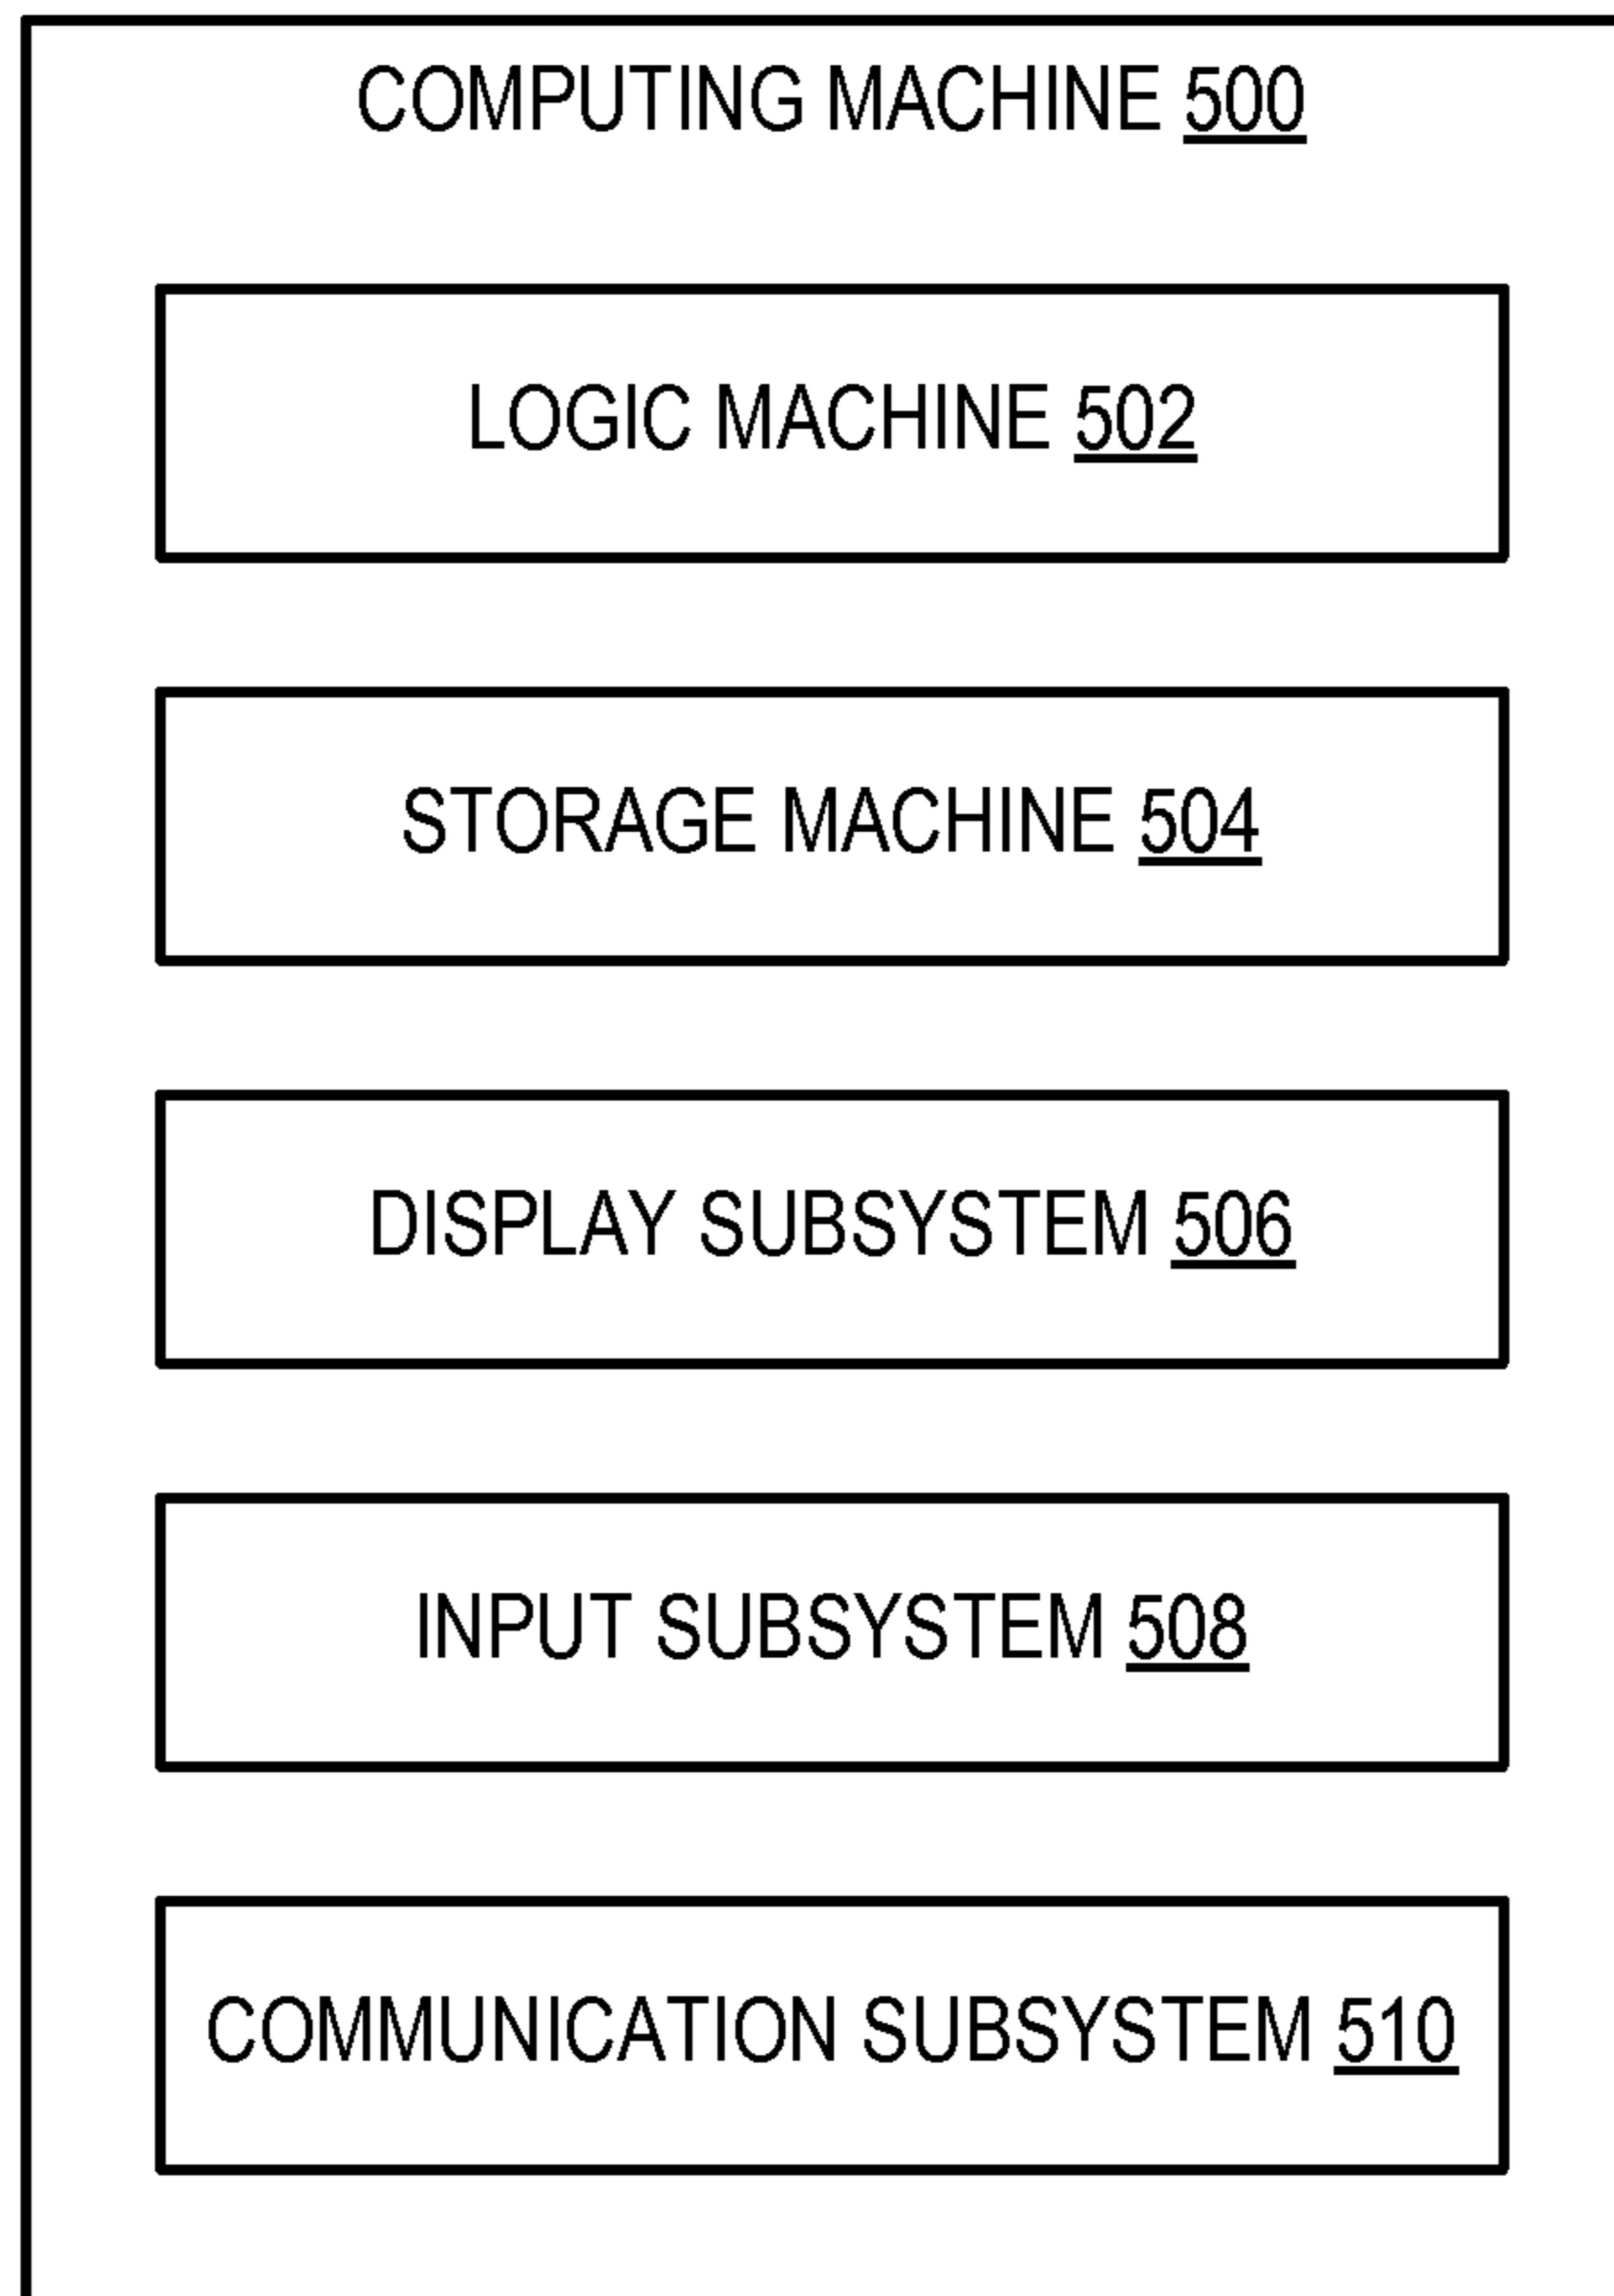 COMPUTING MACHINE 500
LOGIC MACHINE 502
STORAGE MACHINE 504
DISPLAY SUBSYSTEM 506
INPUT SUBSYSTEM 508
COMMUNICATION SUBSYSTEM 510